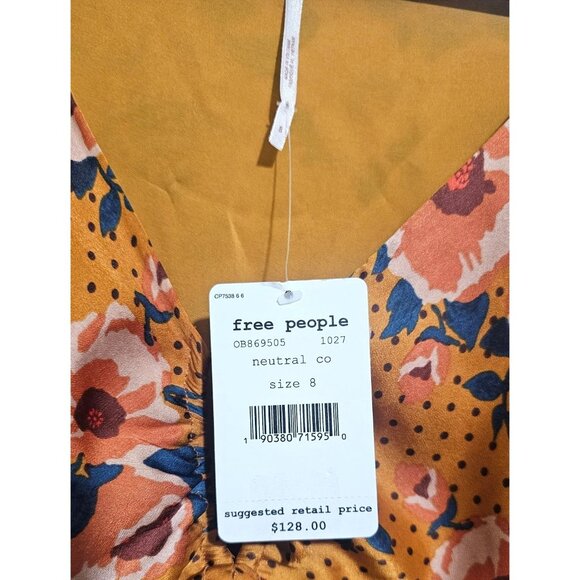 CP7538 6 6
free people
OB869505 1027
neutral co
size 8
1 90380 71595 0
suggested retail price
$128.00